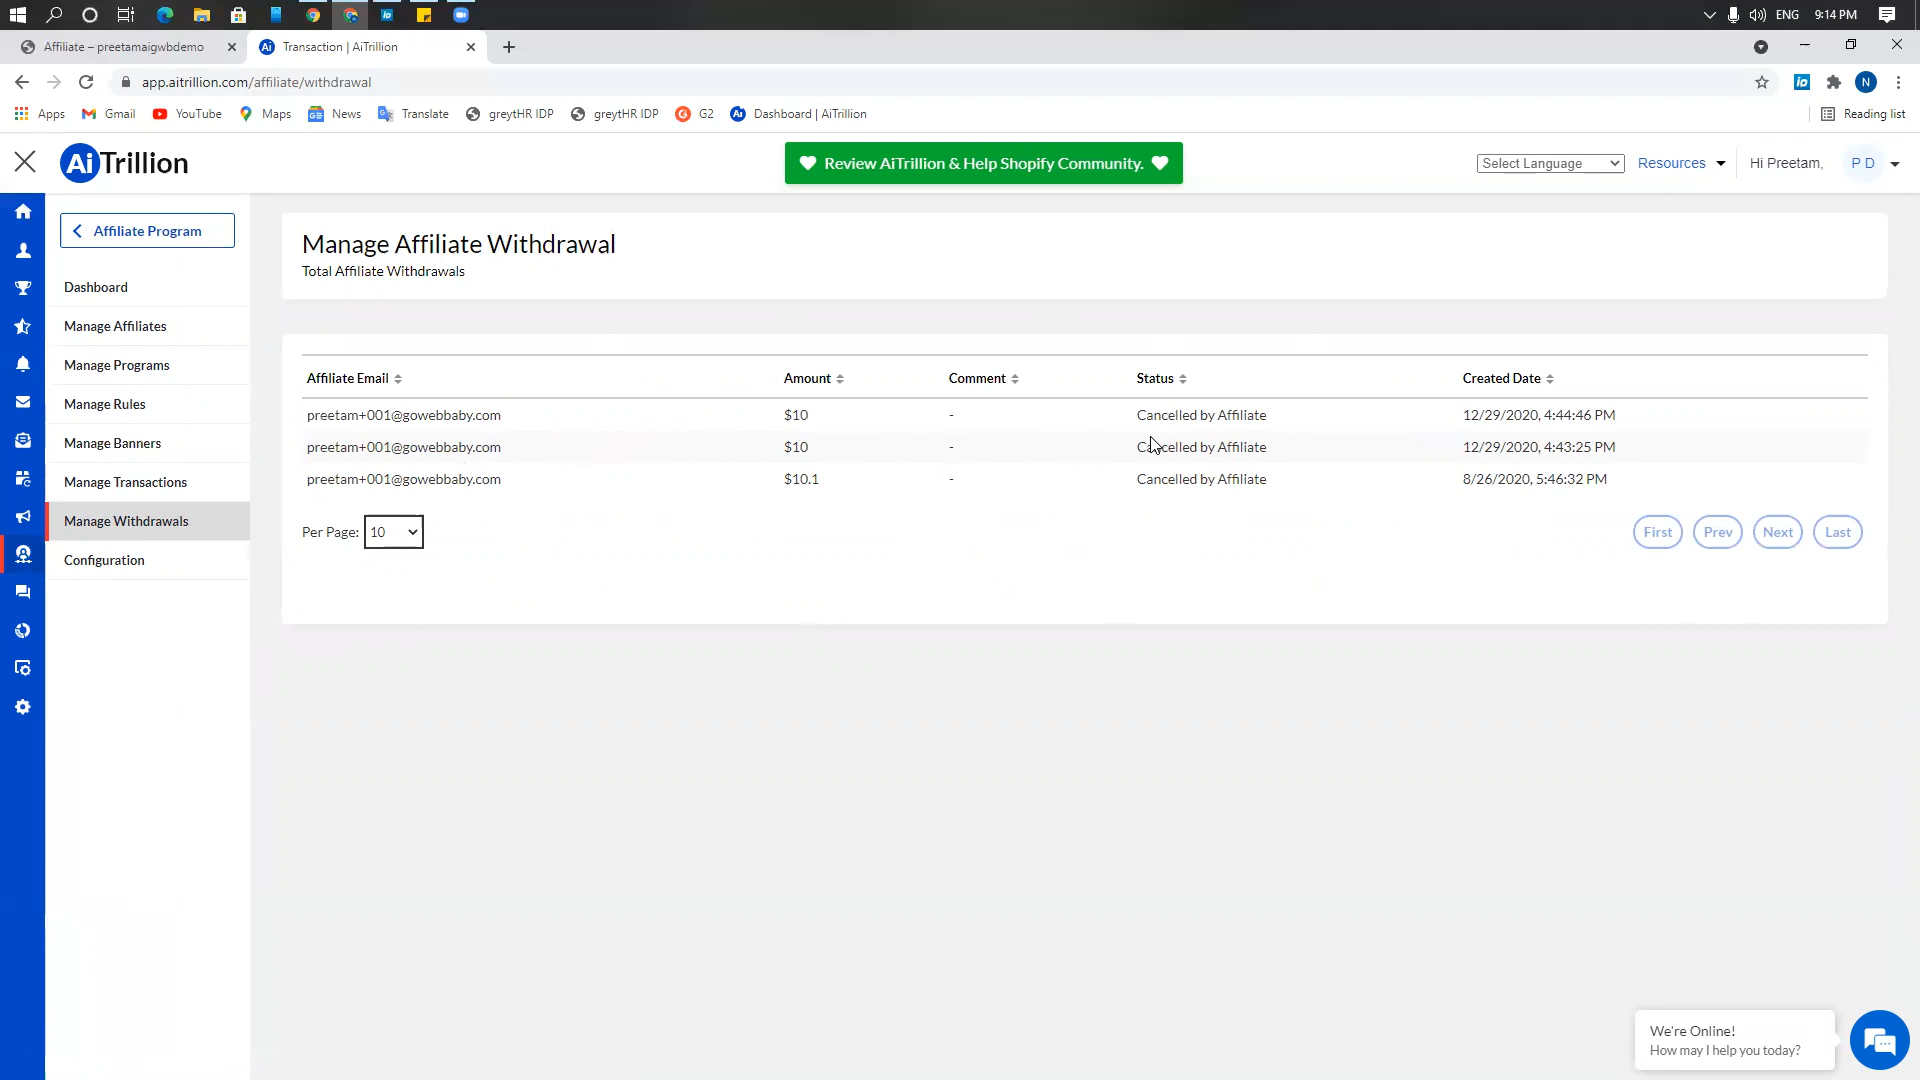 ENG
9:14 PM
Affiliate – preetamaigwbdemo
Transaction | AiTrillion
app.aitrillion.com/affiliate/withdrawal
N
Apps
Gmail
YouTube
Maps
News
Translate
greytHR IDP
greytHR IDP
G2
Dashboard | AiTrillion
Reading list
AiTrillion
Review AiTrillion & Help Shopify Community.
Select Language
Resources
Hi Preetam,
P D
Affiliate Program
Dashboard
Manage Affiliates
Manage Programs
Manage Rules
Manage Banners
Manage Transactions
Manage Withdrawals
Configuration
Manage Affiliate Withdrawal
Total Affiliate Withdrawals
Affiliate Email Amount Comment Status Created Date
preetam+001@gowebbaby.com $10 - Cancelled by Affiliate 12/29/2020, 4:44:46 PM
preetam+001@gowebbaby.com $10 - Cancelled by Affiliate 12/29/2020, 4:43:25 PM
preetam+001@gowebbaby.com $10.1 - Cancelled by Affiliate 8/26/2020, 5:46:32 PM
Per Page: 10
First Prev Next Last
We're Online!
How may I help you today?